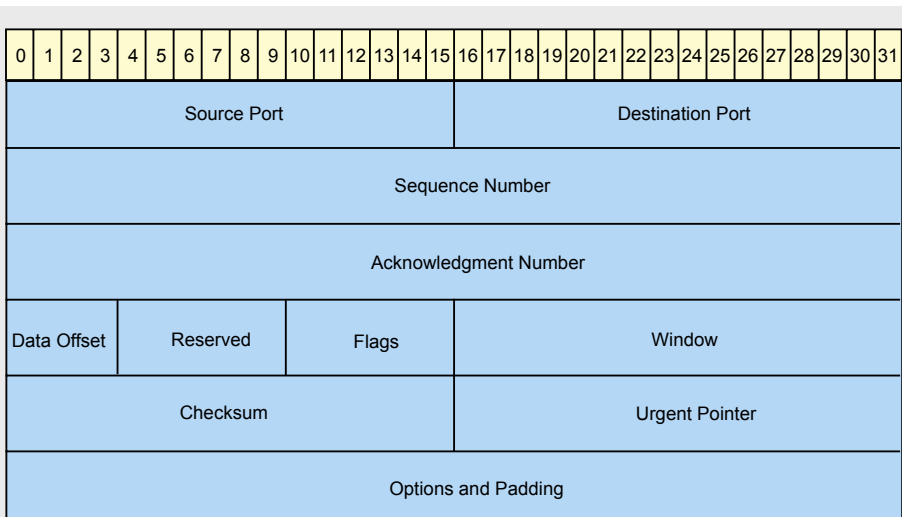 0 1 2 3 4 5 6 7 8 9 10 11 12 13 14 15 16 17 18 19 20 21 22 23 24 25 26 27 28 29 30 31
Source Port Destination Port
Sequence Number
Acknowledgment Number
Data Offset Reserved Flags Window
Checksum Urgent Pointer
Options and Padding